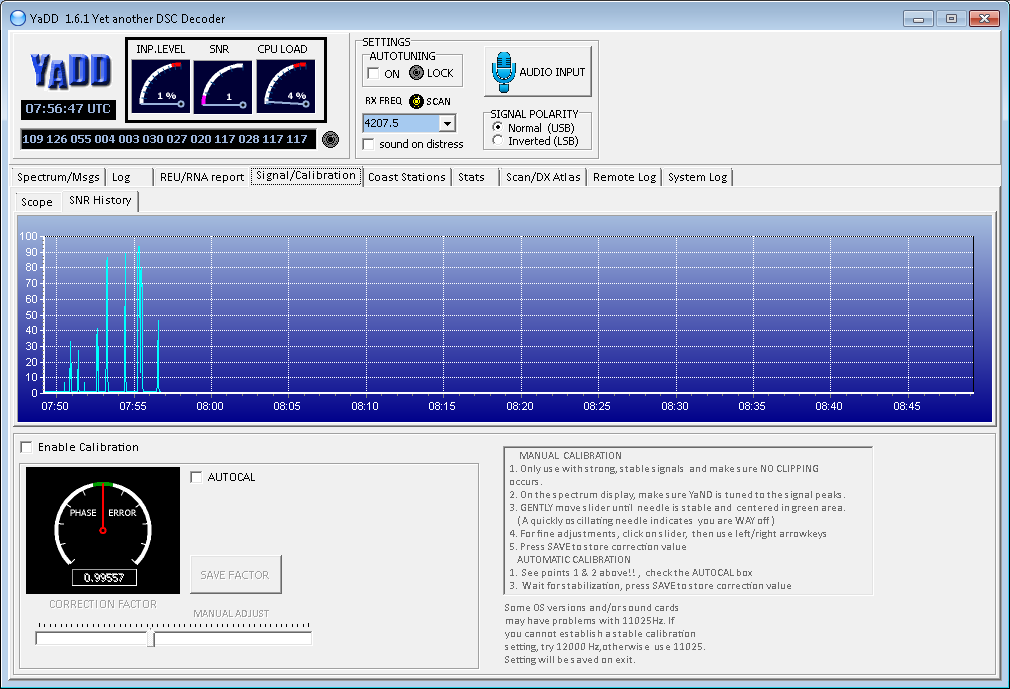 YaDD 1.6.1 Yet another DSC Decoder
YADD
07:56:47 UTC
INP.LEVEL SNR CPU LOAD
1 % 1 4 %
109 126 055 004 003 030 027 020 117 028 117 117
SETTINGS
AUTOTUNING
ON LOCK
RX FREQ SCAN
4207.5
sound on distress
AUDIO INPUT
SIGNAL POLARITY
Normal (USB)
Inverted (LSB)
Spectrum/Msgs Log REU/RNA report Signal/Calibration Coast Stations Stats Scan/DX Atlas Remote Log System Log
Scope SNR History
100
90
80
70
60
50
40
30
20
10
0
07:50 07:55 08:00 08:05 08:10 08:15 08:20 08:25 08:30 08:35 08:40 08:45
Enable Calibration
AUTOCAL
PHASE ERROR
0.99557
SAVE FACTOR
CORRECTION FACTOR
MANUAL ADJUST
MANUAL CALIBRATION
1. Only use with strong, stable signals and make sure NO CLIPPING
occurs.
2. On the spectrum display, make sure YaND is tuned to the signal peaks.
3. GENTLY move slider until needle is stable and centered in green area.
( A quickly oscillating needle indicates you are WAY off )
4. For fine adjustments, click on slider, then use left/right arrowkeys
5. Press SAVE to store correction value
AUTOMATIC CALIBRATION
1. See points 1 & 2 above!! , check the AUTOCAL box
3. Wait for stabilization, press SAVE to store correction value
Some OS versions and/or sound cards
may have problems with 11025Hz. If
you cannot establish a stable calibration
setting, try 12000 Hz,otherwise use 11025.
Setting will be saved on exit.